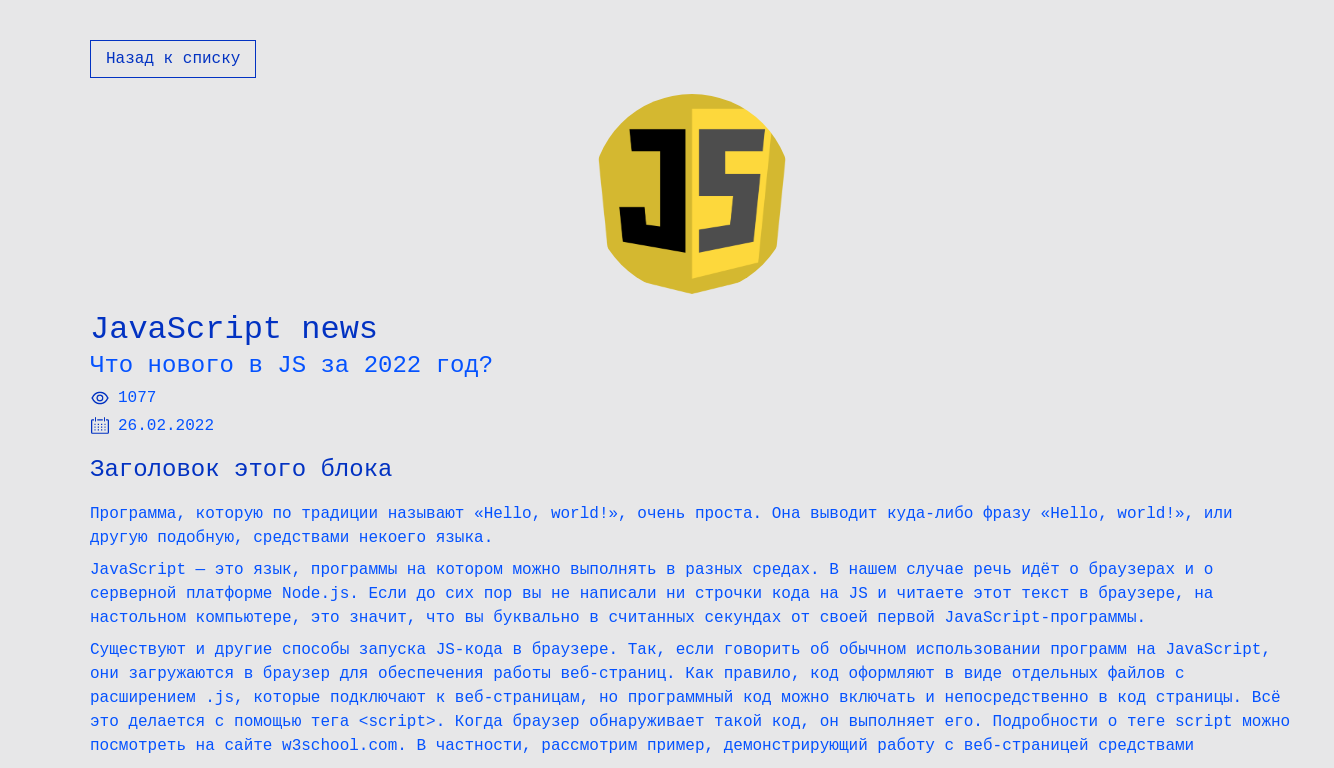 Назад к списку
JS
JavaScript news
Что нового в JS за 2022 год?
1077
26.02.2022
Заголовок этого блока
Программа, которую по традиции называют «Hello, world!», очень проста. Она выводит куда-либо фразу «Hello, world!», или
другую подобную, средствами некоего языка.
JavaScript — это язык, программы на котором можно выполнять в разных средах. В нашем случае речь идёт о браузерах и о
серверной платформе Node.js. Если до сих пор вы не написали ни строчки кода на JS и читаете этот текст в браузере, на
настольном компьютере, это значит, что вы буквально в считанных секундах от своей первой JavaScript-программы.
Существуют и другие способы запуска JS-кода в браузере. Так, если говорить об обычном использовании программ на JavaScript,
они загружаются в браузер для обеспечения работы веб-страниц. Как правило, код оформляют в виде отдельных файлов с
расширением .js, которые подключают к веб-страницам, но программный код можно включать и непосредственно в код страницы. Всё
это делается с помощью тега <script>. Когда браузер обнаруживает такой код, он выполняет его. Подробности о теге script можно
посмотреть на сайте w3school.com. В частности, рассмотрим пример, демонстрирующий работу с веб-страницей средствами